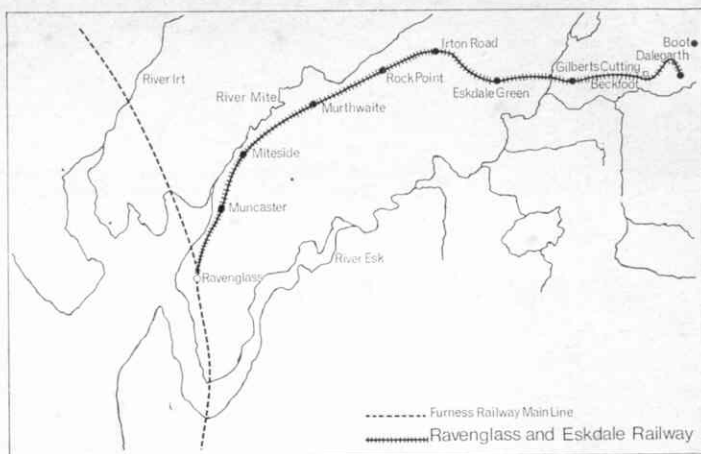 Boot
Irton Road
Dalegarth
Gilberts Cutting
River Irt
Rock Point
Eskdale Green
Beckfoot
River Mite
Murthwaite
Miteside
Muncaster
River Esk
Ravenglass
Furness Railway Main Line
Ravenglass and Eskdale Railway